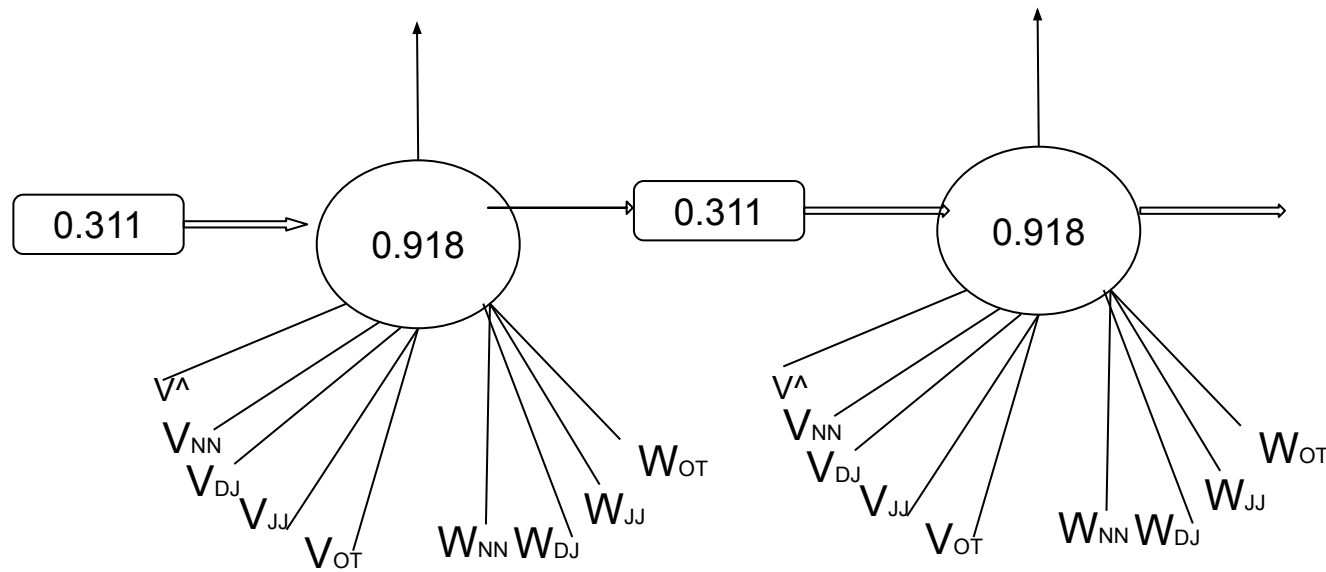 0.311
0.918
0.311
0.918
V^
VNN
VDJ
VJJ
VOT
WNN
WDJ
WJJ
WOT
V^
VNN
VDJ
VJJ
VOT
WNN
WDJ
WJJ
WOT